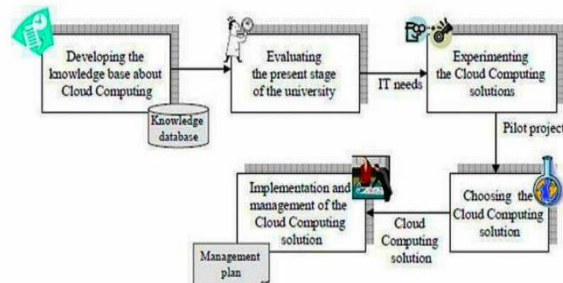 Developing the
knowledge base about
Cloud Computing
Knowledge
database
Evaluating
the present stage
of the university
IT needs
Experimenting
the Cloud Computing
solutions
Pilot project
Choosing the
Cloud Computing
solution
Cloud
Computing
solution
Implementation and
management of the
Cloud Computing
solution
Management
plan